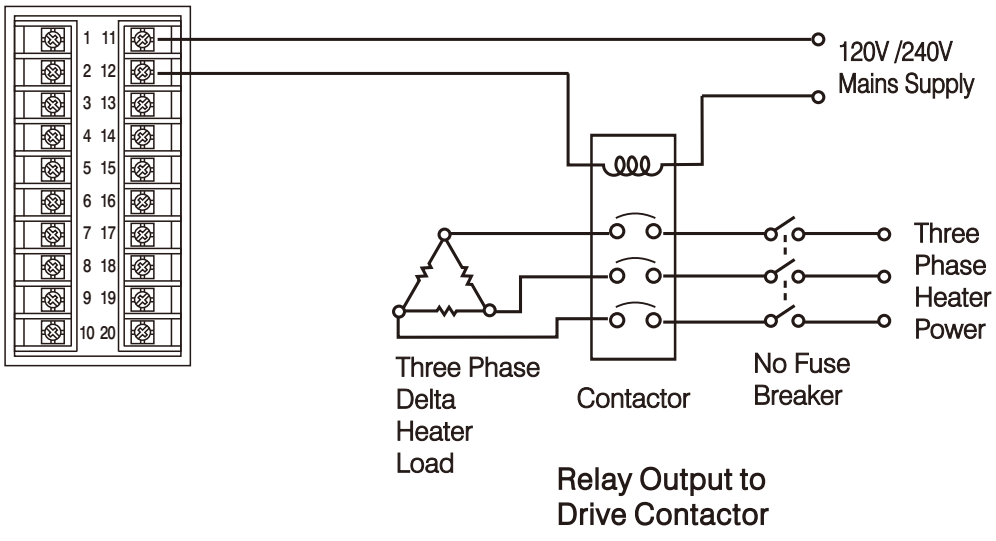 1 11
2 12
3 13
4 14
5 15
6 16
7 17
8 18
9 19
10 20
120V /240V
Mains Supply
Three
Phase
Heater
Power
Three Phase
Delta
Heater
Load
Contactor
No Fuse
Breaker
Relay Output to
Drive Contactor